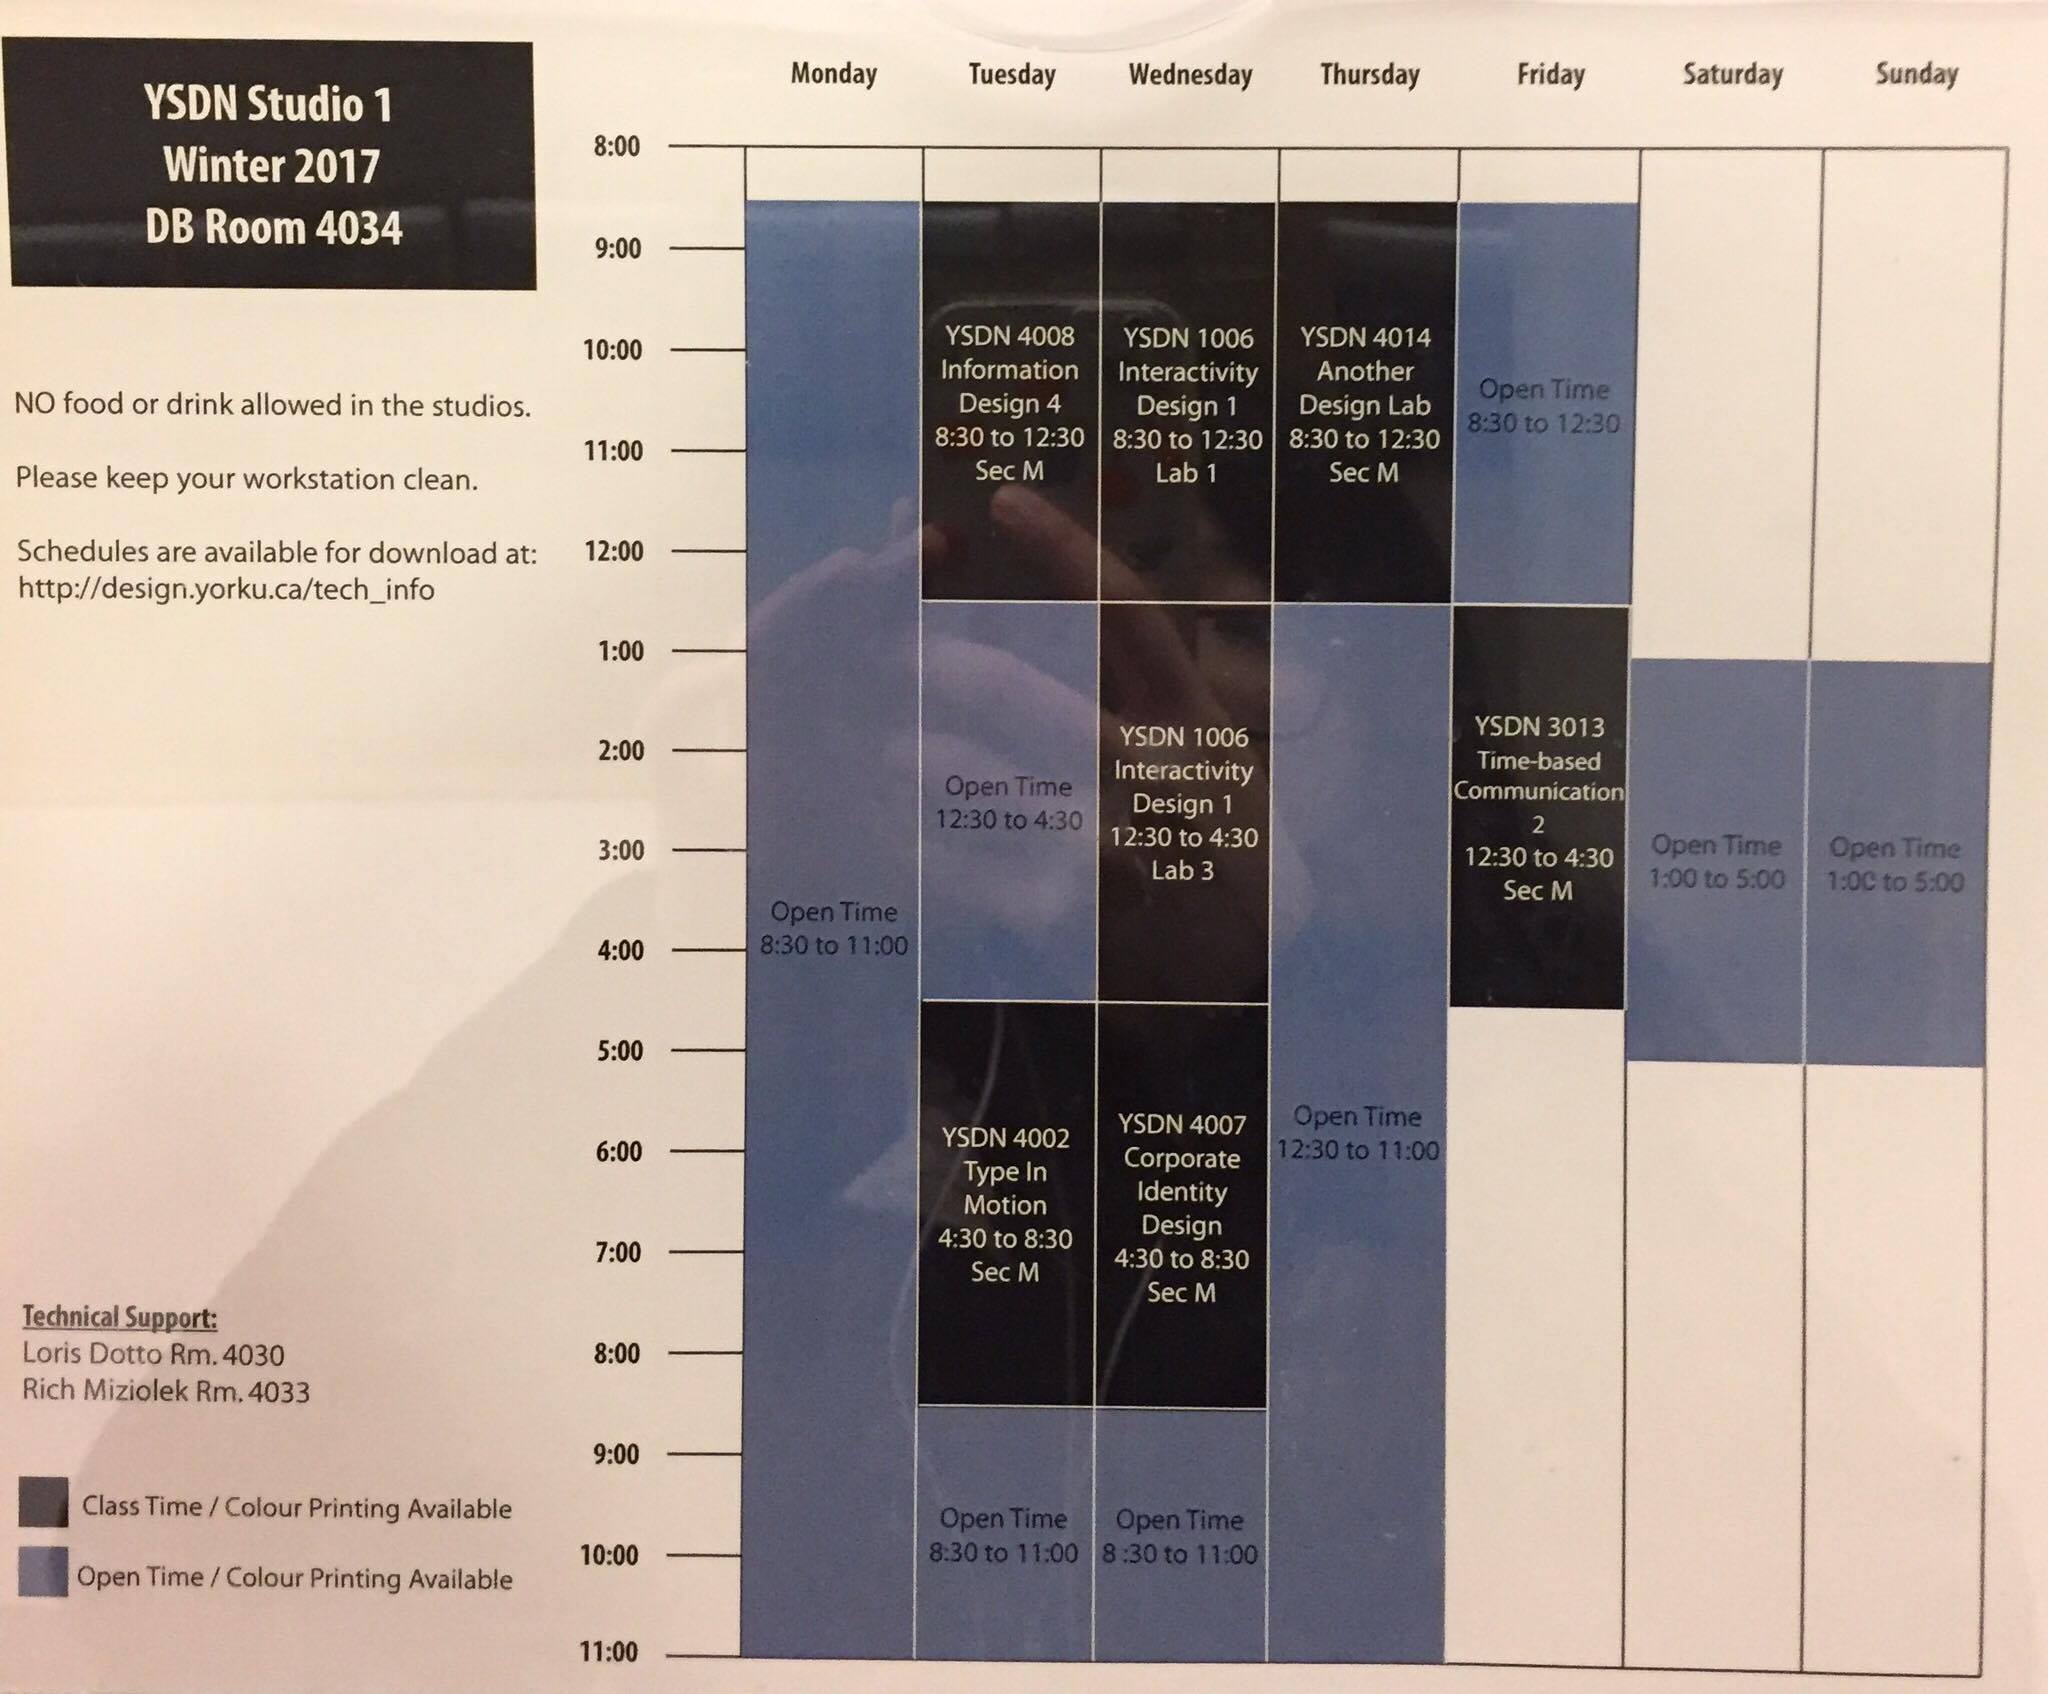 YSDN Studio 1
Winter 2017
DB Room 4034
NO food or drink allowed in the studios.
Please keep your workstation clean.
Schedules are available for download at:
http://design.yorku.ca/tech_info
Technical Support:
Loris Dotto Rm. 4030
Rich Miziolek Rm. 4033
Class Time / Colour Printing Available
Open Time / Colour Printing Available
Monday Tuesday Wednesday Thursday Friday Saturday Sunday
8:00
9:00
10:00
11:00
12:00
1:00
2:00
3:00
4:00
5:00
6:00
7:00
8:00
9:00
10:00
11:00
Open Time
8:30 to 11:00
YSDN 4008
Information
Design 4
8:30 to 12:30
Sec M
Open Time
12:30 to 4:30
YSDN 4002
Type In
Motion
4:30 to 8:30
Sec M
Open Time
8:30 to 11:00
YSDN 1006
Interactivity
Design 1
8:30 to 12:30
Lab 1
YSDN 1006
Interactivity
Design 1
12:30 to 4:30
Lab 3
YSDN 4007
Corporate
Identity
Design
4:30 to 8:30
Sec M
Open Time
8 :30 to 11:00
YSDN 4014
Another
Design Lab
8:30 to 12:30
Sec M
Open Time
12:30 to 11:00
Open Time
8:30 to 12:30
YSDN 3013
Time-based
Communication
2
12:30 to 4:30
Sec M
Open Time
1:00 to 5:00
Open Time
1:00 to 5:00